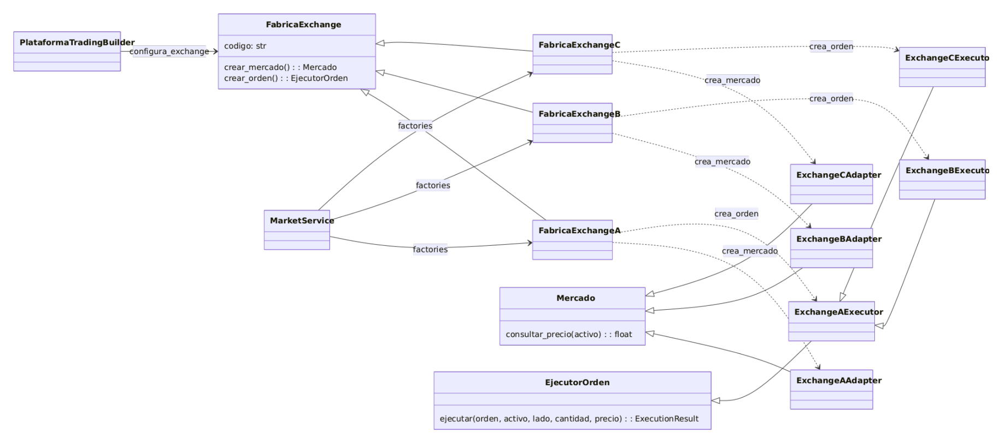 PlataformaTradingBuilder
configura_exchange
FabricaExchange
codigo: str
crear_mercado() : : Mercado
crear_orden() : : EjecutorOrden
FabricaExchangeC
crea_orden
ExchangeCExecuto
crea_mercado
FabricaExchangeB
crea_orden
factories
crea_mercado
ExchangeCAdapter
ExchangeBExecuto
factories
MarketService
crea_orden
FabricaExchangeA
ExchangeBAdapter
factories
crea_mercado
Mercado
consultar_precio(activo) : : float
ExchangeAExecutor
EjecutorOrden
ejecutar(orden, activo, lado, cantidad, precio) : : ExecutionResult
ExchangeAAdapter